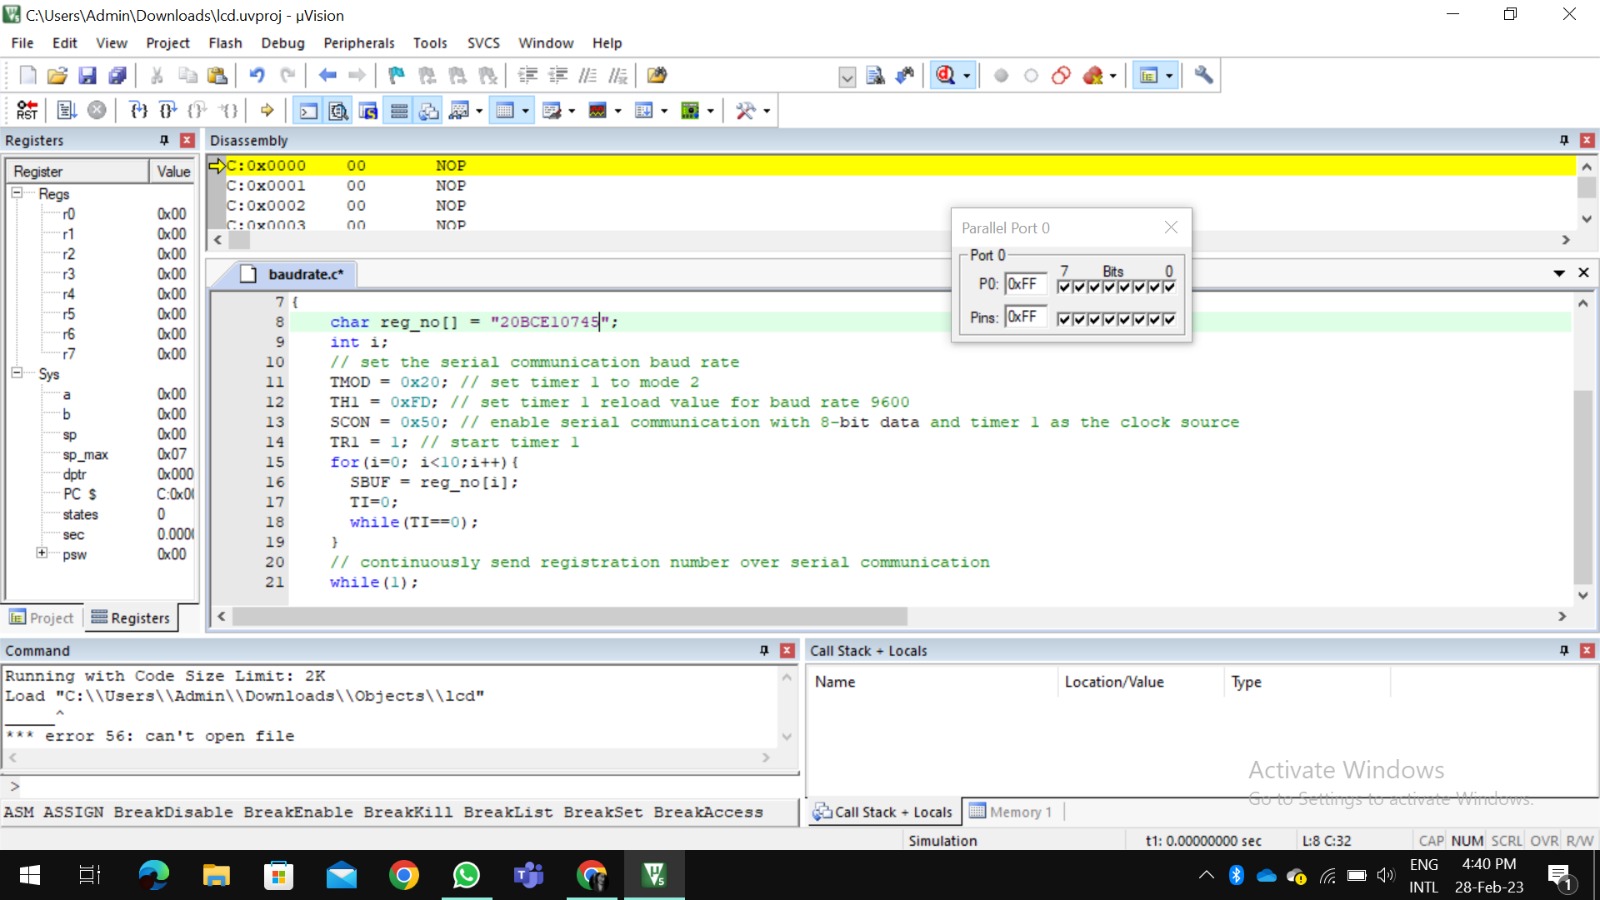 C:\Users\Admin\Downloads\lcd.uvproj - µVision
File Edit View Project Flash Debug Peripherals Tools SVCS Window Help
RST
Registers
Register Value
Regs
r0 0x00
r1 0x00
r2 0x00
r3 0x00
r4 0x00
r5 0x00
r6 0x00
r7 0x00
Sys
a 0x00
b 0x00
sp 0x00
sp_max 0x07
dptr 0x000
PC $ C:0x00
states 0
sec 0.0000
psw 0x00
Project Registers
Disassembly
C:0x0000 00 NOP
C:0x0001 00 NOP
C:0x0002 00 NOP
C:0x0003 00 NOP
Parallel Port 0
Port 0
7 Bits 0
P0: 0xFF
Pins: 0xFF
baudrate.c*
7 {
8 char reg_no[] = "20BCE10745";
9 int i;
10 // set the serial communication baud rate
11 TMOD = 0x20; // set timer 1 to mode 2
12 TH1 = 0xFD; // set timer 1 reload value for baud rate 9600
13 SCON = 0x50; // enable serial communication with 8-bit data and timer 1 as the clock source
14 TR1 = 1; // start timer 1
15 for(i=0; i<10;i++){
16 SBUF = reg_no[i];
17 TI=0;
18 while(TI==0);
19 }
20 // continuously send registration number over serial communication
21 while(1);
Command
Running with Code Size Limit: 2K
Load "C:\\Users\\Admin\\Downloads\\Objects\\lcd"
______^
*** error 56: can't open file
>
ASM ASSIGN BreakDisable BreakEnable BreakKill BreakList BreakSet BreakAccess
Call Stack + Locals
Name Location/Value Type
Activate Windows
Go to Settings to activate Windows.
Call Stack + Locals Memory 1
Simulation t1: 0.00000000 sec L:8 C:32 CAP NUM SCRL OVR R/W
ENG
INTL
4:40 PM
28-Feb-23
1